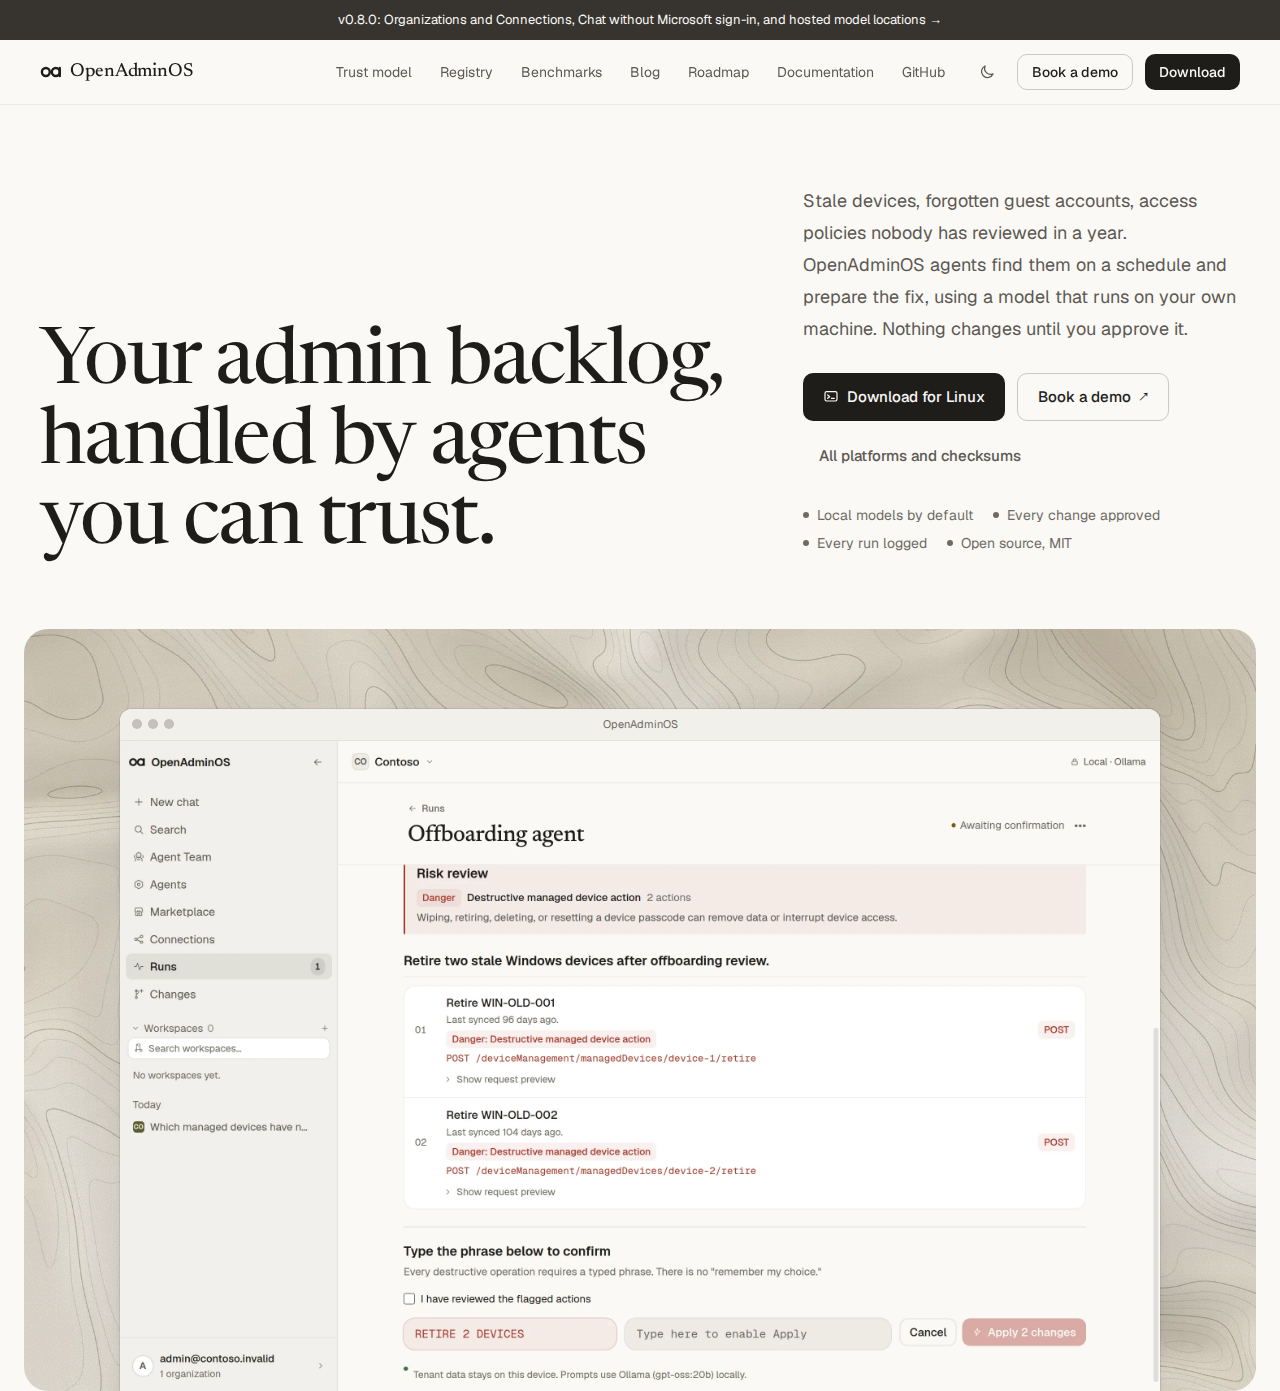 v0.8.0: Organizations and Connections, Chat without Microsoft sign-in, and hosted model locations →
OpenAdminOS
Trust model
Registry
Benchmarks
Blog
Roadmap
Documentation
GitHub
Book a demo
Download
Stale devices, forgotten guest accounts, access
policies nobody has reviewed in a year.
OpenAdminOS agents find them on a schedule and
prepare the fix, using a model that runs on your own
machine. Nothing changes until you approve it.
Your admin backlog,
handled by agents
you can trust.
Download for Linux
Book a demo ↗
All platforms and checksums
Local models by default
Every change approved
Every run logged
Open source, MIT
OpenAdminOS
OpenAdminOS
←
New chat
Search
Agent Team
Agents
Marketplace
Connections
Runs
1
Changes
Workspaces 0
+
Search workspaces...
No workspaces yet.
Today
CO Which managed devices have n...
A
admin@contoso.invalid
1 organization
CO Contoso
Local · Ollama
← Runs
Offboarding agent
Awaiting confirmation
Risk review
Danger Destructive managed device action 2 actions
Wiping, retiring, deleting, or resetting a device passcode can remove data or interrupt device access.
Retire two stale Windows devices after offboarding review.
01
Retire WIN-OLD-001
Last synced 96 days ago.
Danger: Destructive managed device action
POST /deviceManagement/managedDevices/device-1/retire
Show request preview
POST
02
Retire WIN-OLD-002
Last synced 104 days ago.
Danger: Destructive managed device action
POST /deviceManagement/managedDevices/device-2/retire
Show request preview
POST
Type the phrase below to confirm
Every destructive operation requires a typed phrase. There is no "remember my choice."
I have reviewed the flagged actions
RETIRE 2 DEVICES
Type here to enable Apply
Cancel
Apply 2 changes
Tenant data stays on this device. Prompts use Ollama (gpt-oss:20b) locally.